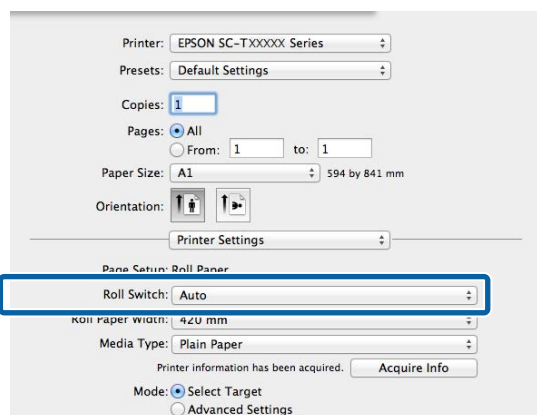 Printer: EPSON SC-TXXXXX Series
Presets: Default Settings
Copies: 1
Pages: All
From: 1 to: 1
Paper Size: A1 594 by 841 mm
Orientation:
Printer Settings
Page Setup: Roll Paper
Roll Switch: Auto
Roll Paper Width: 420 mm
Media Type: Plain Paper
Printer information has been acquired. Acquire Info
Mode: Select Target
Advanced Settings